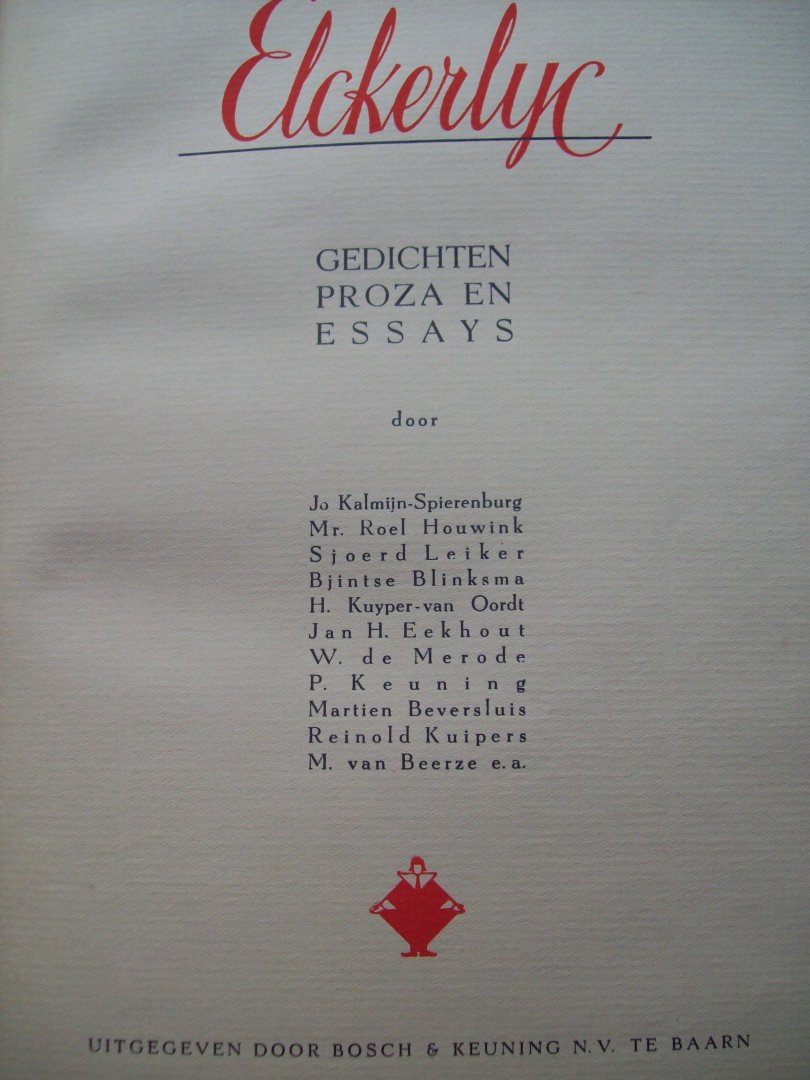 Elckerlyc
GEDICHTEN
PROZA EN
ESSAYS
door
Jo Kalmijn-Spierenburg
Mr. Roel Houwink
Sjoerd Leiker
Bjintse Blinksma
H. Kuyper-van Oordt
Jan H. Eekhout
W. de Merode
P. Keuning
Martien Beversluis
Reinold Kuipers
M. van Beerze e.a.
UITGEGEVEN DOOR BOSCH & KEUNING N.V. TE BAARN